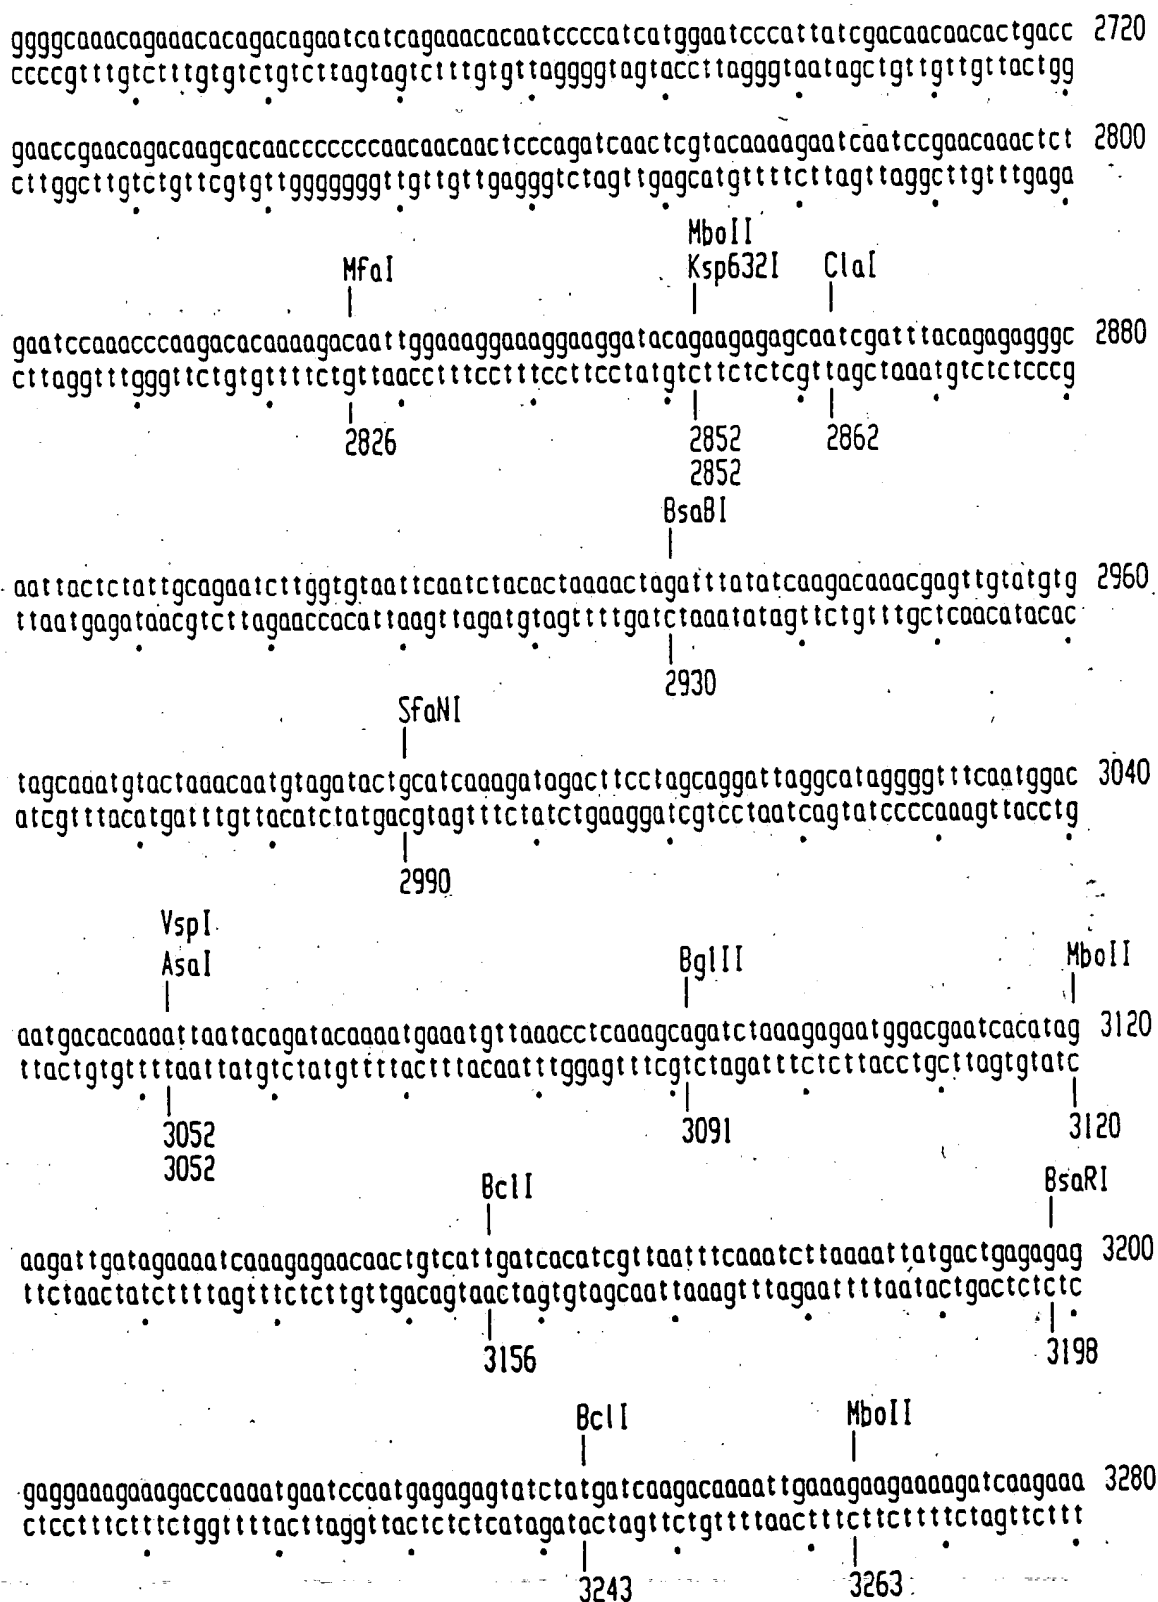 ggggcaaacagaaacacagacagaatcatcagaaacacaatccccatcatggaatcccattatcgacaacaacactgacc 2720
ccccgtttgtctttgtgtctgtcttagtagtctttgtgttaggggtagtaccttagggtaatagctgttgttgttactgg
gaaccgaacagacaagcacaacccccccaacaacaactcccagatcaactcgtacaaaagaatcaatccgaacaaactct 2800
cttggcttgtctgttcgtgttgggggggttgttgttgagggtctagttgagcatgttttcttagttaggcttgtttgaga
MboII
MfaI Ksp632I ClaI
gaatccaaacccaagacacaaaagacaattggaaaggaaaggaaggatacagaagagagcaatcgatttacagagagggc 2880
cttaggtttgggttctgtgttttctgttaacctttcctttccttcctatgtcttctctcgttagctaaatgtctctcccg
2826 2852 2862
2852
BsaBI
aattactctattgcagaatcttggtgtaattcaatctacactaaaactagatttatatcaagacaaacgagttgtatgtg 2960
ttaatgagataacgtcttagaaccacattaagttagatgtagttttgatctaaatatagttctgtttgctcaacatacac
2930
SfaNI
tagcaaatgtactaaacaatgtagatactgcatcaaagatagacttcctagcaggattaggcataggggtttcaatggac 3040
atcgtttacatgatttgttacatctatgacgtagtttctatctgaaggatcgtcctaatcagtatccccaaagttacctg
2990
VspI
AsaI BglII MboII
aatgacacaaaattaatacagatacaaaatgaaatgttaaacctcaaagcagatctaaagagaatggacgaatcacatag 3120
ttactgtgttttaattatgtctatgttttactttacaatttggagtttcgtctagatttctcttacctgcttagtgtatc
3052 3091 3120
3052
BclI BsaRI
aagattgatagaaaatcaaagagaacaactgtcattgatcacatcgttaatttcaaatcttaaaattatgactgagagag 3200
ttctaactatcttttagtttctcttgttgacagtaactagtgtagcaattaaagtttagaattttaatactgactctctc
3156 3198
BclI MboII
gaggaaagaaagaccaaaatgaatccaatgagagagtatctatgatcaagacaaaattgaaagaagaaaagatcaagaaa 3280
ctcctttctttctggttttacttaggttactctctcatagatactagttctgttttaactttcttcttttctagttcttt
3243 3263